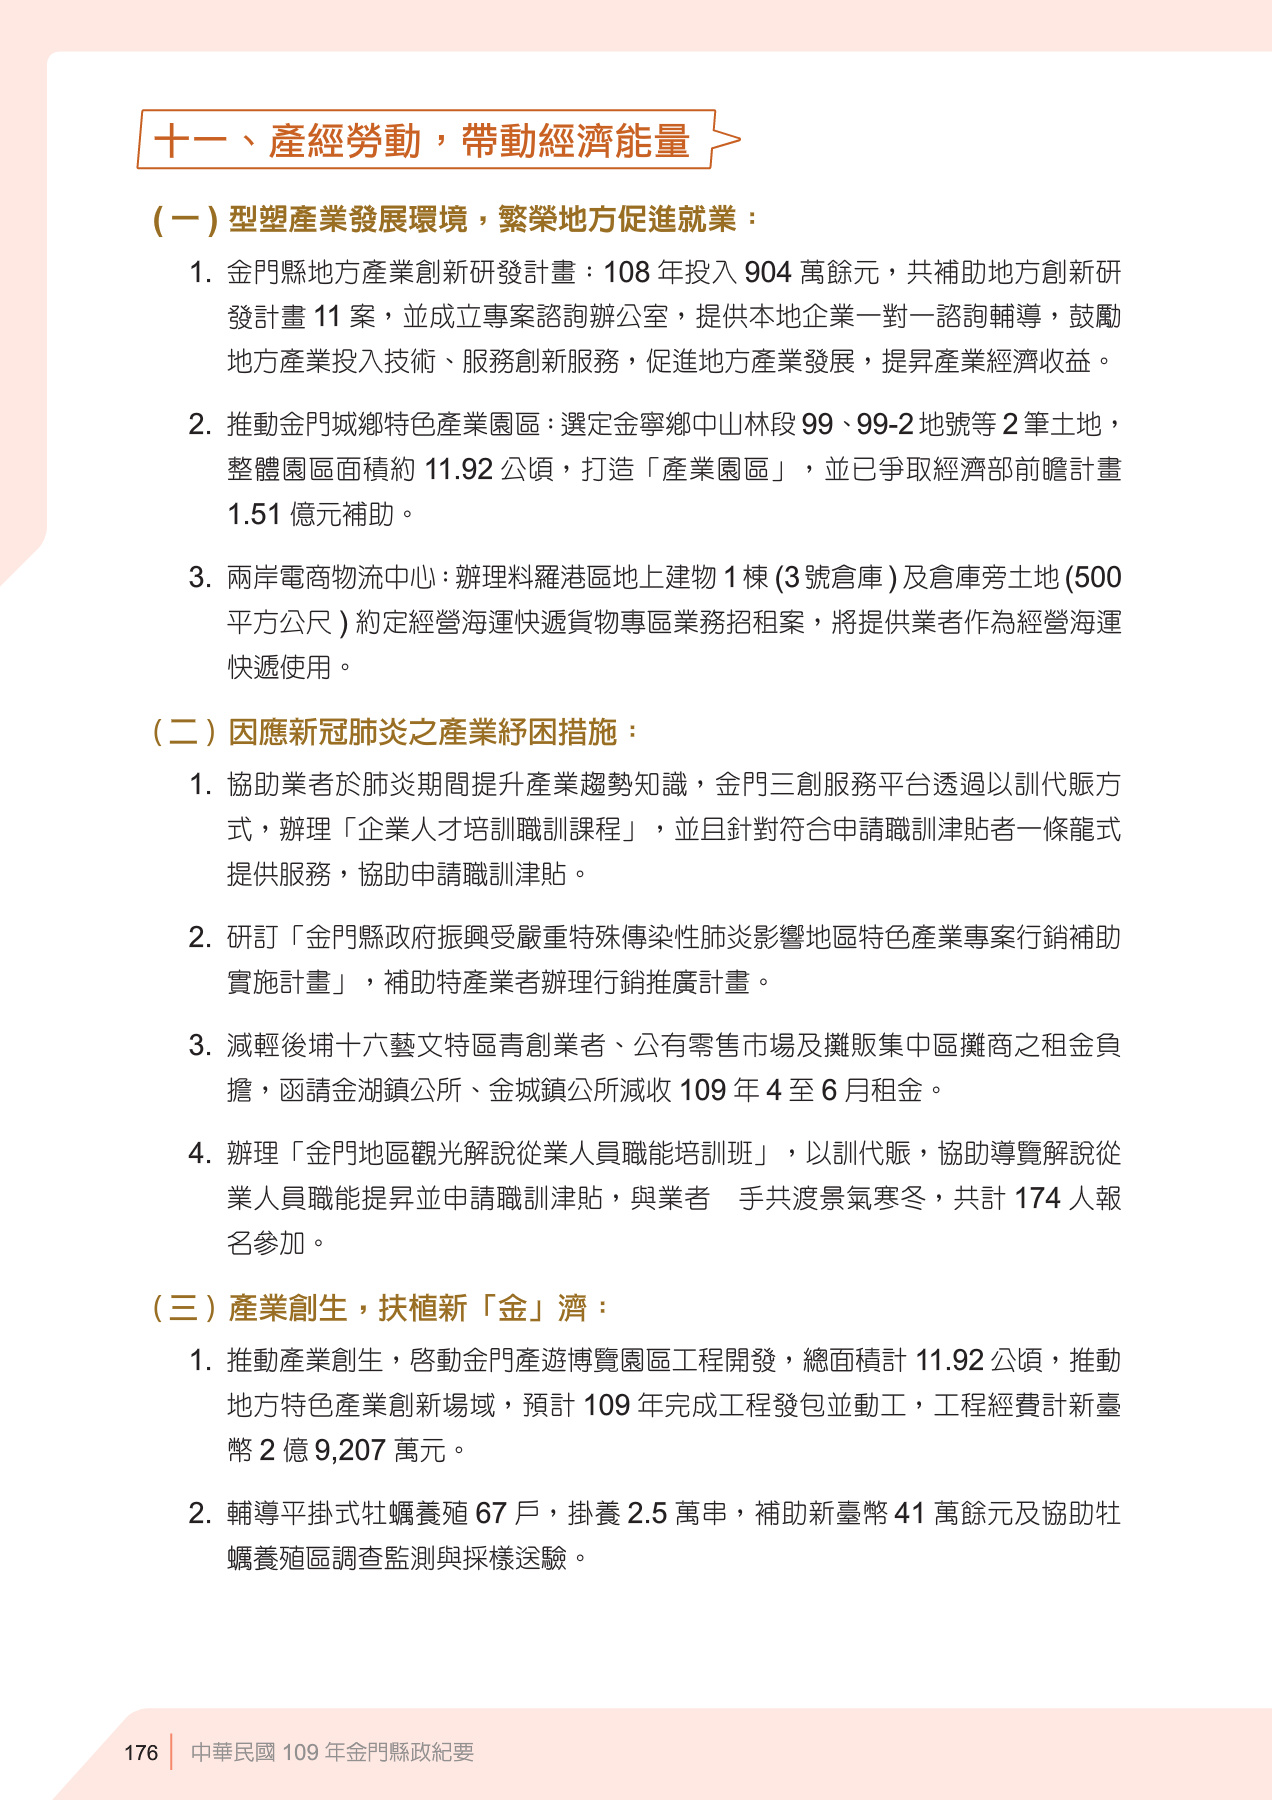 十一、產經勞動，帶動經濟能量
(一) 型塑產業發展環境，繁榮地方促進就業：
1. 金門縣地方產業創新研發計畫：108 年投入 904 萬餘元，共補助地方創新研
發計畫 11 案，並成立專案諮詢辦公室，提供本地企業一對一諮詢輔導，鼓勵
地方產業投入技術、服務創新服務，促進地方產業發展，提昇產業經濟收益。
2. 推動金門城鄉特色產業園區：選定金寧鄉中山林段 99、99-2 地號等 2 筆土地，
整體園區面積約 11.92 公頃，打造「產業園區」，並已爭取經濟部前瞻計畫
1.51 億元補助。
3. 兩岸電商物流中心：辦理料羅港區地上建物 1 棟 (3 號倉庫 ) 及倉庫旁土地 (500
平方公尺 ) 約定經營海運快遞貨物專區業務招租案，將提供業者作為經營海運
快遞使用。
(二) 因應新冠肺炎之產業紓困措施：
1. 協助業者於肺炎期間提升產業趨勢知識，金門三創服務平台透過以訓代賑方
式，辦理「企業人才培訓職訓課程」，並且針對符合申請職訓津貼者一條龍式
提供服務，協助申請職訓津貼。
2. 研訂「金門縣政府振興受嚴重特殊傳染性肺炎影響地區特色產業專案行銷補助
實施計畫」，補助特產業者辦理行銷推廣計畫。
3. 減輕後埔十六藝文特區青創業者、公有零售市場及攤販集中區攤商之租金負
擔，函請金湖鎮公所、金城鎮公所減收 109 年 4 至 6 月租金。
4. 辦理「金門地區觀光解說從業人員職能培訓班」，以訓代賑，協助導覽解說從
業人員職能提昇並申請職訓津貼，與業者　手共渡景氣寒冬，共計 174 人報
名參加。
(三) 產業創生，扶植新「金」濟：
1. 推動產業創生，啓動金門產遊博覽園區工程開發，總面積計 11.92 公頃，推動
地方特色產業創新場域，預計 109 年完成工程發包並動工，工程經費計新臺
幣 2 億 9,207 萬元。
2. 輔導平掛式牡蠣養殖 67 戶，掛養 2.5 萬串，補助新臺幣 41 萬餘元及協助牡
蠣養殖區調查監測與採樣送驗。
176 中華民國 109 年金門縣政紀要